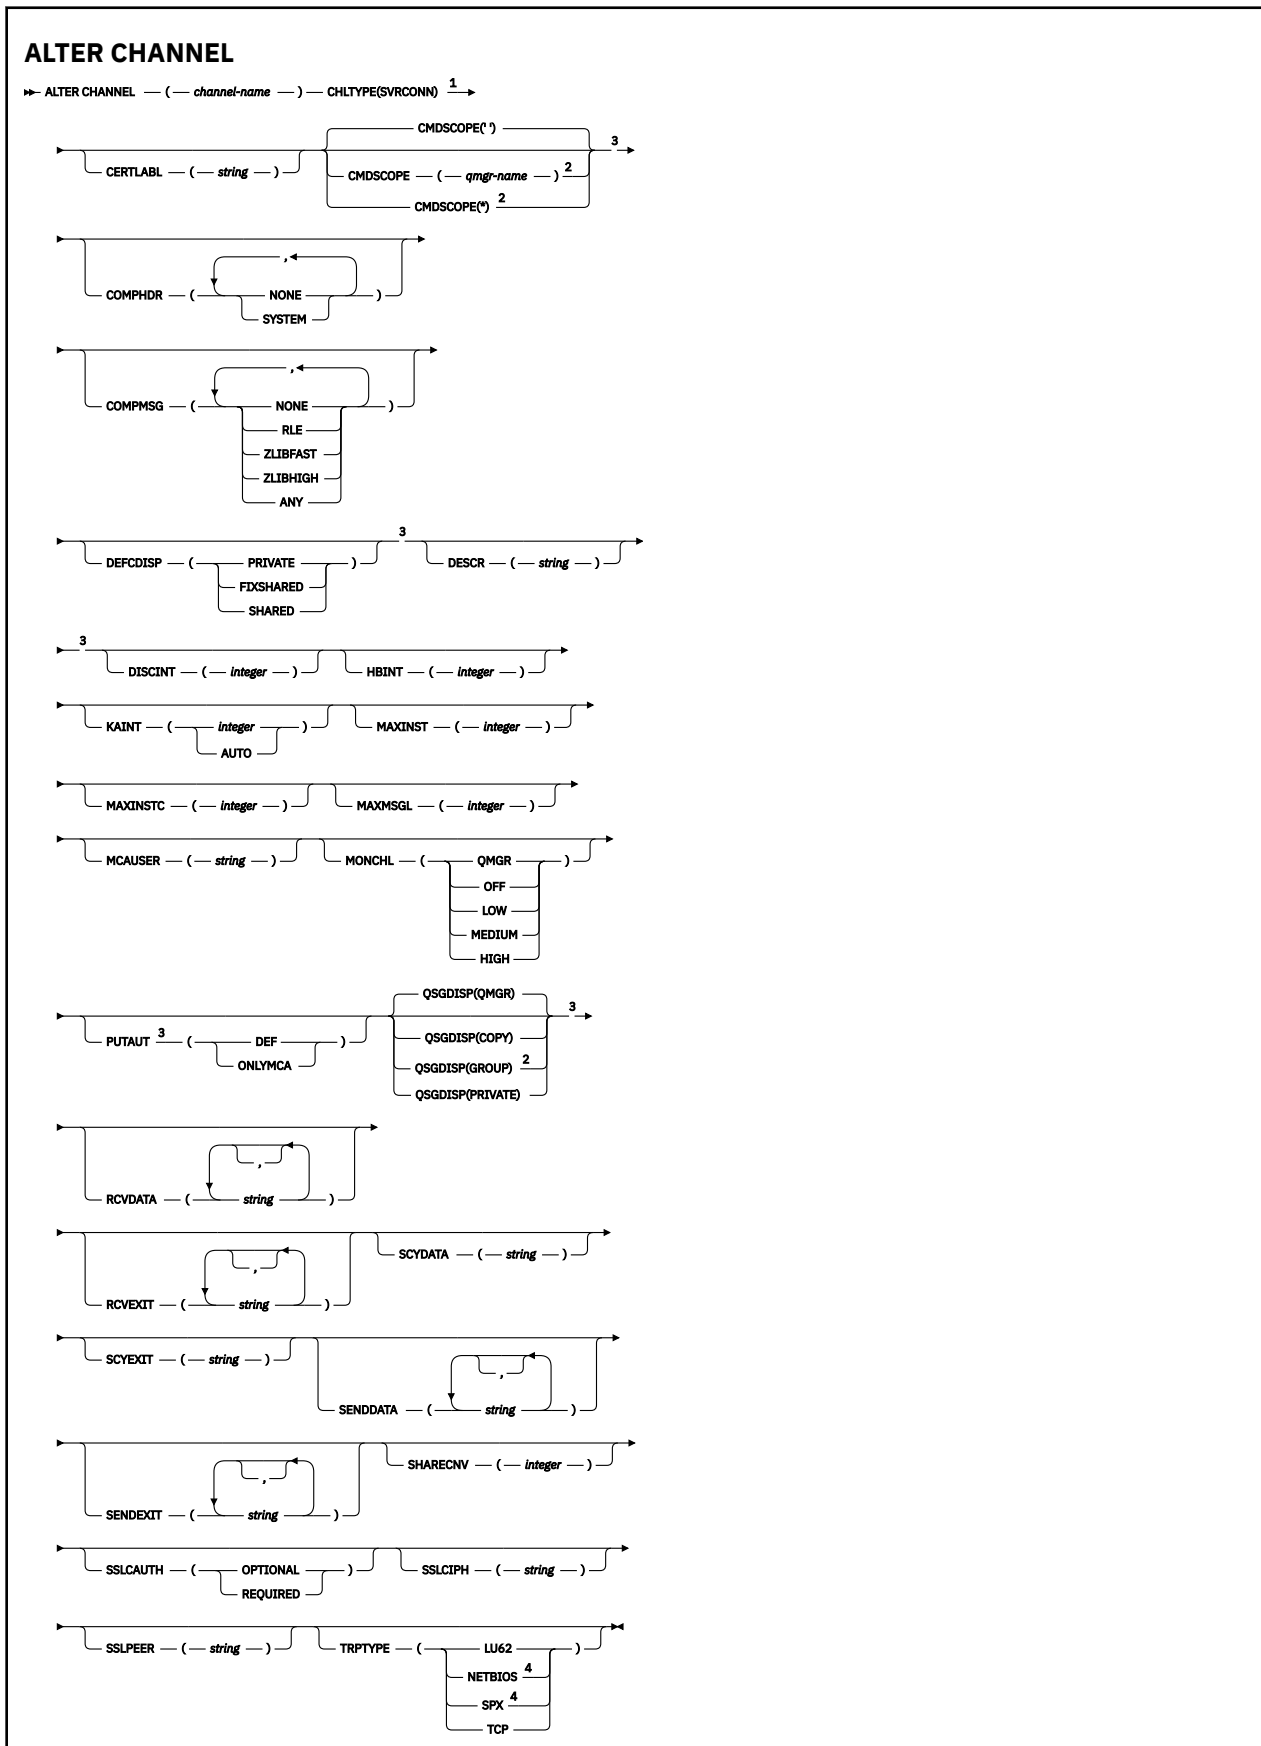 ALTER CHANNEL
ALTER CHANNEL ( channel-name ) CHLTYPE(SVRCONN) 1
CMDSCOPE(' ')
CERTLABL ( string ) CMDSCOPE ( qmgr-name ) 2 3
CMDSCOPE(*) 2
,
COMPHDR ( NONE )
SYSTEM
,
COMPMSG ( NONE )
RLE
ZLIBFAST
ZLIBHIGH
ANY
DEFCDISP ( PRIVATE ) 3 DESCR ( string )
FIXSHARED
SHARED
3 DISCINT ( integer ) HBINT ( integer )
KAINT ( integer ) MAXINST ( integer )
AUTO
MAXINSTC ( integer ) MAXMSGL ( integer )
MCAUSER ( string ) MONCHL ( QMGR )
OFF
LOW
MEDIUM
HIGH
QSGDISP(QMGR) 3
PUTAUT 3 ( DEF ) QSGDISP(COPY)
ONLYMCA QSGDISP(GROUP) 2
QSGDISP(PRIVATE)
,
RCVDATA ( string )
,
RCVEXIT ( string ) SCYDATA ( string )
SCYEXIT ( string ) ,
SENDDATA ( string )
,
SENDEXIT ( string ) SHARECNV ( integer )
SSLCAUTH ( OPTIONAL ) SSLCIPH ( string )
REQUIRED
SSLPEER ( string ) TRPTYPE ( LU62 )
NETBIOS 4
SPX 4
TCP